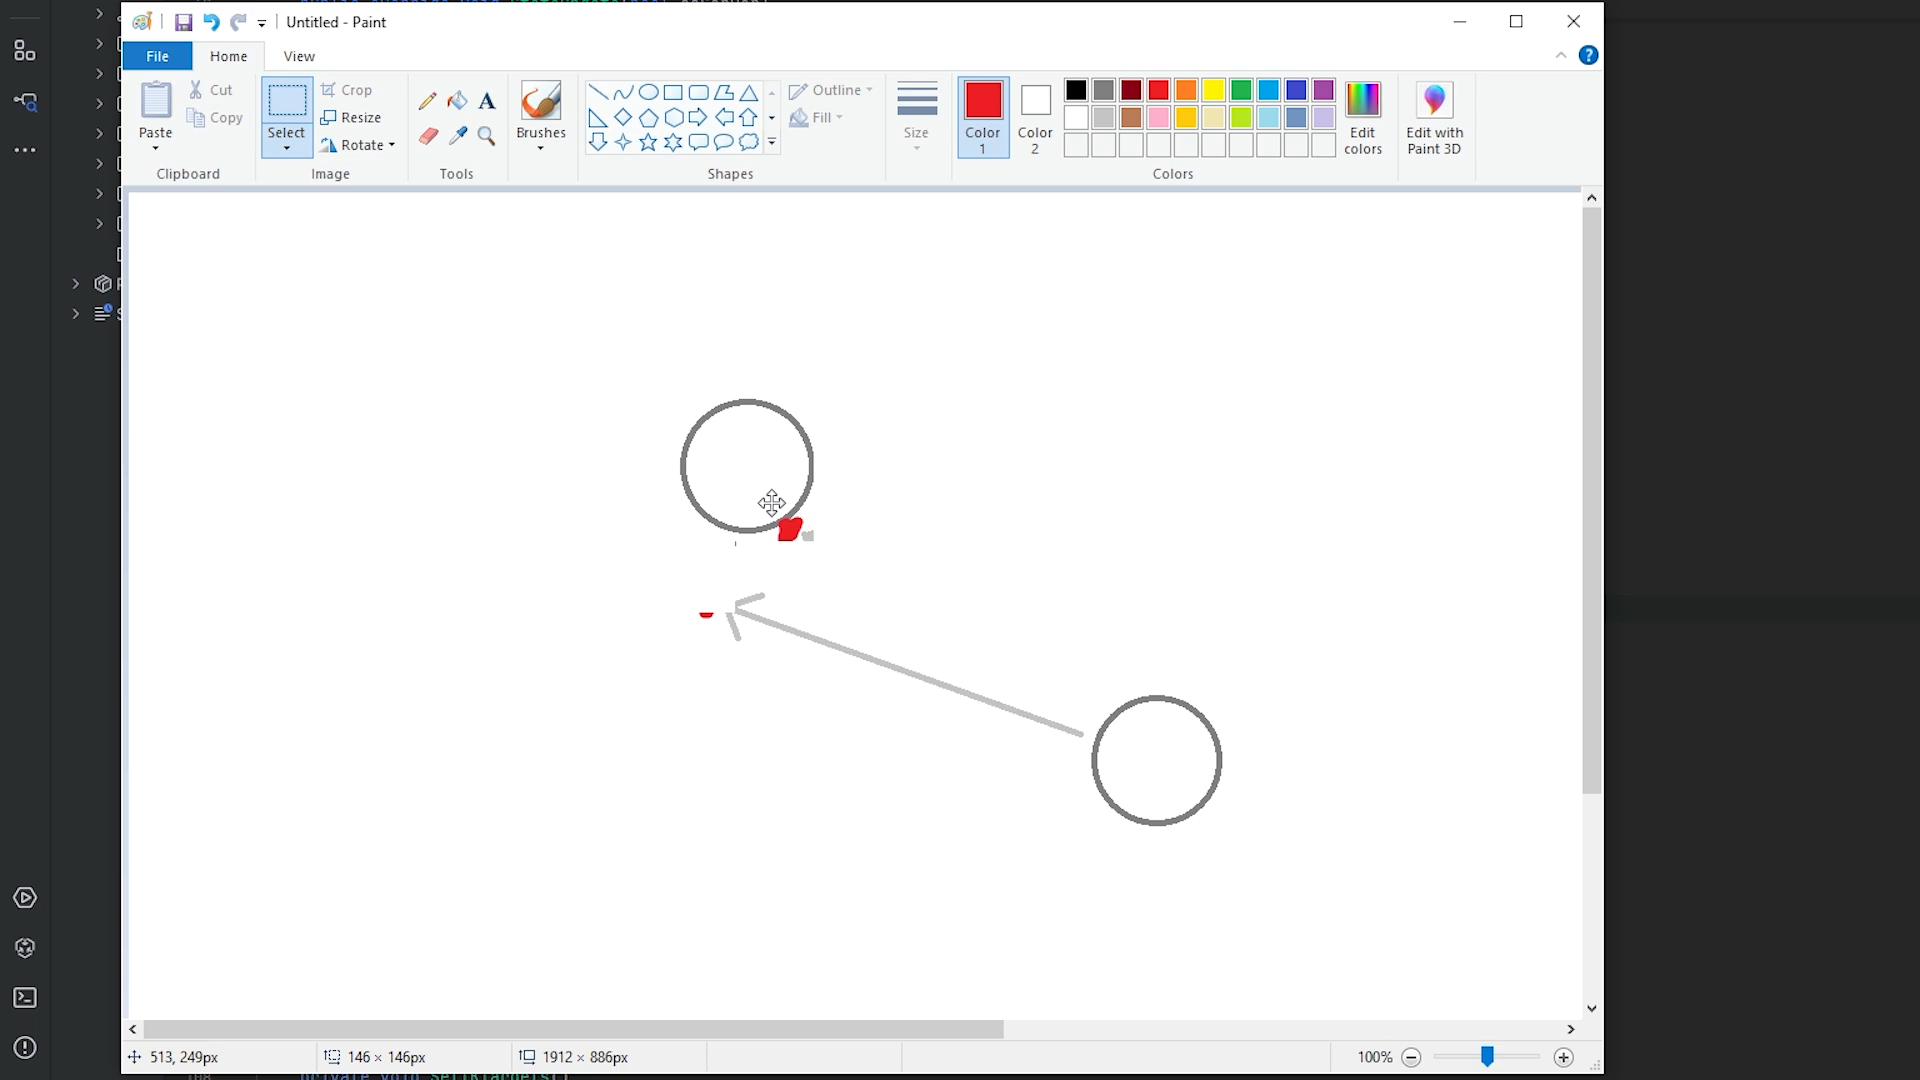 Untitled - Paint
File Home View
Paste
Cut
Copy
Clipboard
Select
Crop
Resize
Rotate
Image
A
Tools
Brushes
Shapes
Outline
Fill
Size
Color 1
Color 2
Edit colors
Colors
Edit with Paint 3D
513, 249px 146 × 146px 1912 × 886px 100%